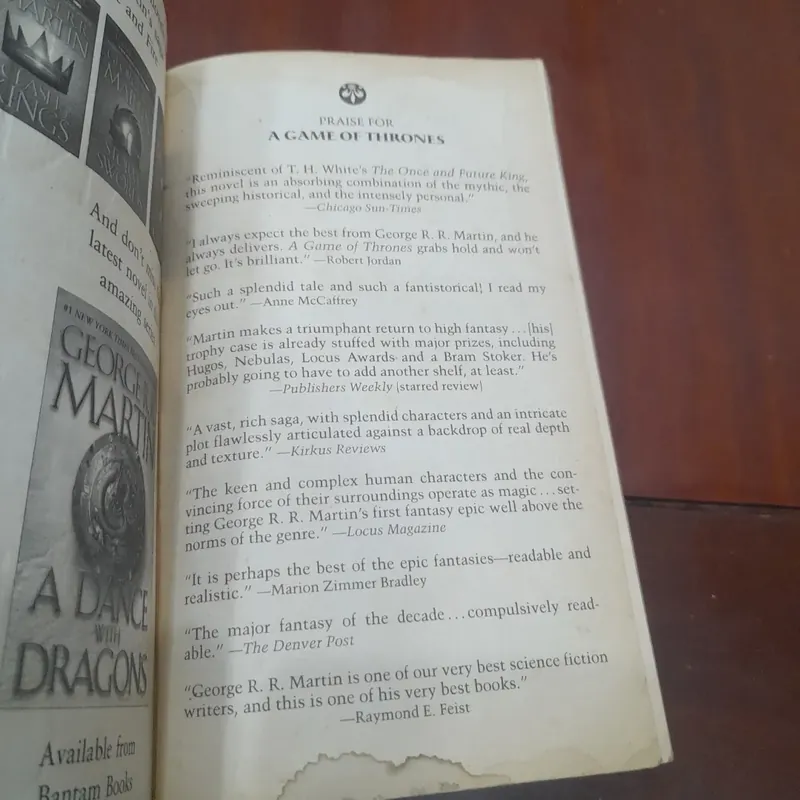 MARTIN
KINGS
And don't
latest novel in
amazing series
#1 NEW YORK TIMES
GEORGE R.
MARTIN
A DANCE
WITH
DRAGONS
Available from
Bantam Books
PRAISE FOR
A GAME OF THRONES
"Reminiscent of T. H. White's The Once and Future King,
this novel is an absorbing combination of the mythic, the
sweeping historical, and the intensely personal."
—Chicago Sun-Times
"I always expect the best from George R. R. Martin, and he
always delivers. A Game of Thrones grabs hold and won't
let go. It's brilliant." —Robert Jordan
"Such a splendid tale and such a fantistorical! I read my
eyes out." —Anne McCaffrey
"Martin makes a triumphant return to high fantasy . . . [his]
trophy case is already stuffed with major prizes, including
Hugos, Nebulas, Locus Awards and a Bram Stoker. He's
probably going to have to add another shelf, at least."
—Publishers Weekly [starred review]
"A vast, rich saga, with splendid characters and an intricate
plot flawlessly articulated against a backdrop of real depth
and texture." —Kirkus Reviews
"The keen and complex human characters and the con-
vincing force of their surroundings operate as magic . . . set-
ting George R. R. Martin's first fantasy epic well above the
norms of the genre." —Locus Magazine
"It is perhaps the best of the epic fantasies—readable and
realistic." —Marion Zimmer Bradley
"The major fantasy of the decade . . . compulsively read-
able." —The Denver Post
"George R. R. Martin is one of our very best science fiction
writers, and this is one of his very best books."
—Raymond E. Feist